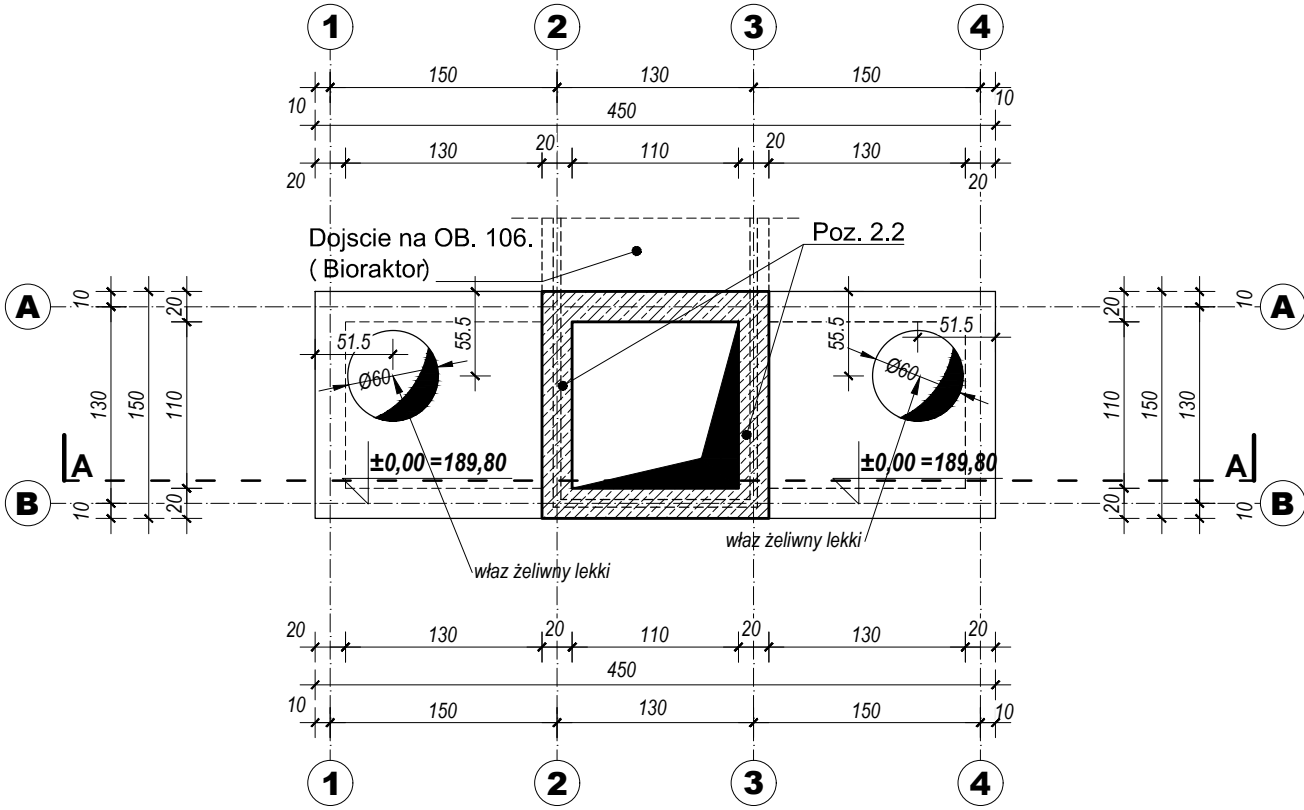 1 2 3 4
150 130 150
10 10
450
20 20
130 110 130
20 20
Dojscie na OB. 106.
( Bioraktor)
Poz. 2.2
A A
10 20 20 10
51.5 55.5 55.5 51.5
Ø60 Ø60
130 150 110 110 150 130
A A
±0,00 =189,80 ±0,00 =189,80
B B
10 20 20 10
właz żeliwny lekki
właz żeliwny lekki
20 130 20 110 20 130 20
450
10 10
150 130 150
1 2 3 4